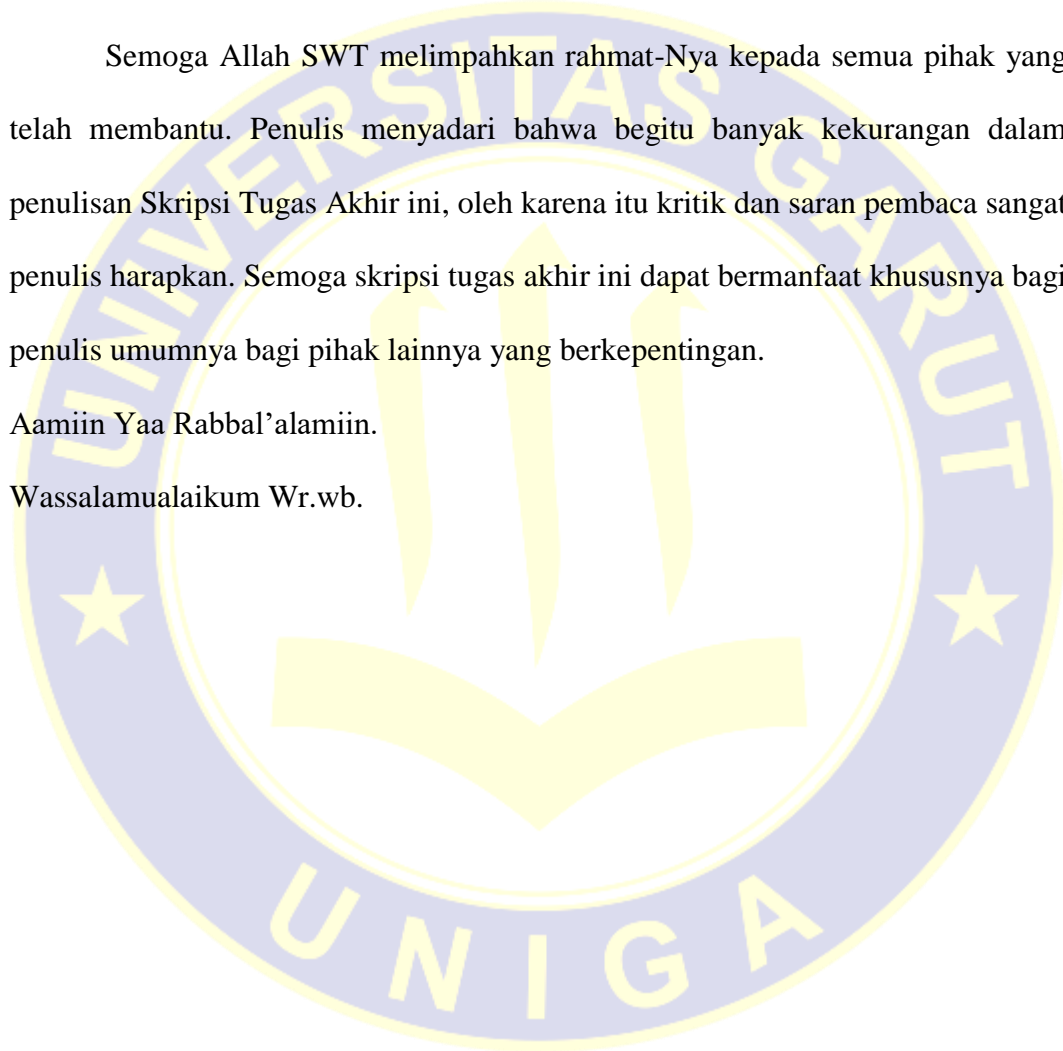 Semoga Allah SWT melimpahkan rahmat-Nya kepada semua pihak yang
telah membantu. Penulis menyadari bahwa begitu banyak kekurangan dalam
penulisan Skripsi Tugas Akhir ini, oleh karena itu kritik dan saran pembaca sangat
penulis harapkan. Semoga skripsi tugas akhir ini dapat bermanfaat khususnya bagi
penulis umumnya bagi pihak lainnya yang berkepentingan.
Aamiin Yaa Rabbal’alamiin.
Wassalamualaikum Wr.wb.
UNIVERSITAS GARUT
UNIGA